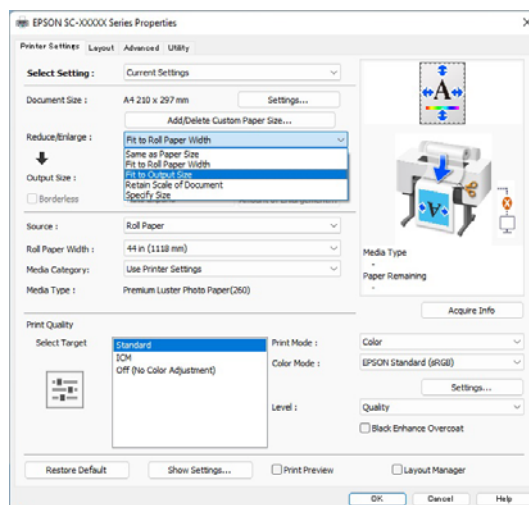 EPSON SC-XXXXX Series Properties
Printer Settings Layout Advanced Utility
Select Setting : Current Settings
Document Size : A4 210 x 297 mm Settings...
Add/Delete Custom Paper Size...
Reduce/Enlarge : Fit to Roll Paper Width
Same as Paper Size
Fit to Roll Paper Width
Fit to Output Size
Output Size :
Retain Scale of Document
Specify Size
Borderless
Source : Roll Paper
Roll Paper Width : 44 in (1118 mm)
Media Category: Use Printer Settings
Media Type : Premium Luster Photo Paper(260)
A
A
Media Type
-
Paper Remaining
-
Acquire Info
Print Quality
Select Target
Standard
ICM
Off (No Color Adjustment)
Print Mode : Color
Color Mode : EPSON Standard (sRGB)
Settings...
Level : Quality
Black Enhance Overcoat
Restore Default Show Settings... Print Preview Layout Manager
OK Cancel Help